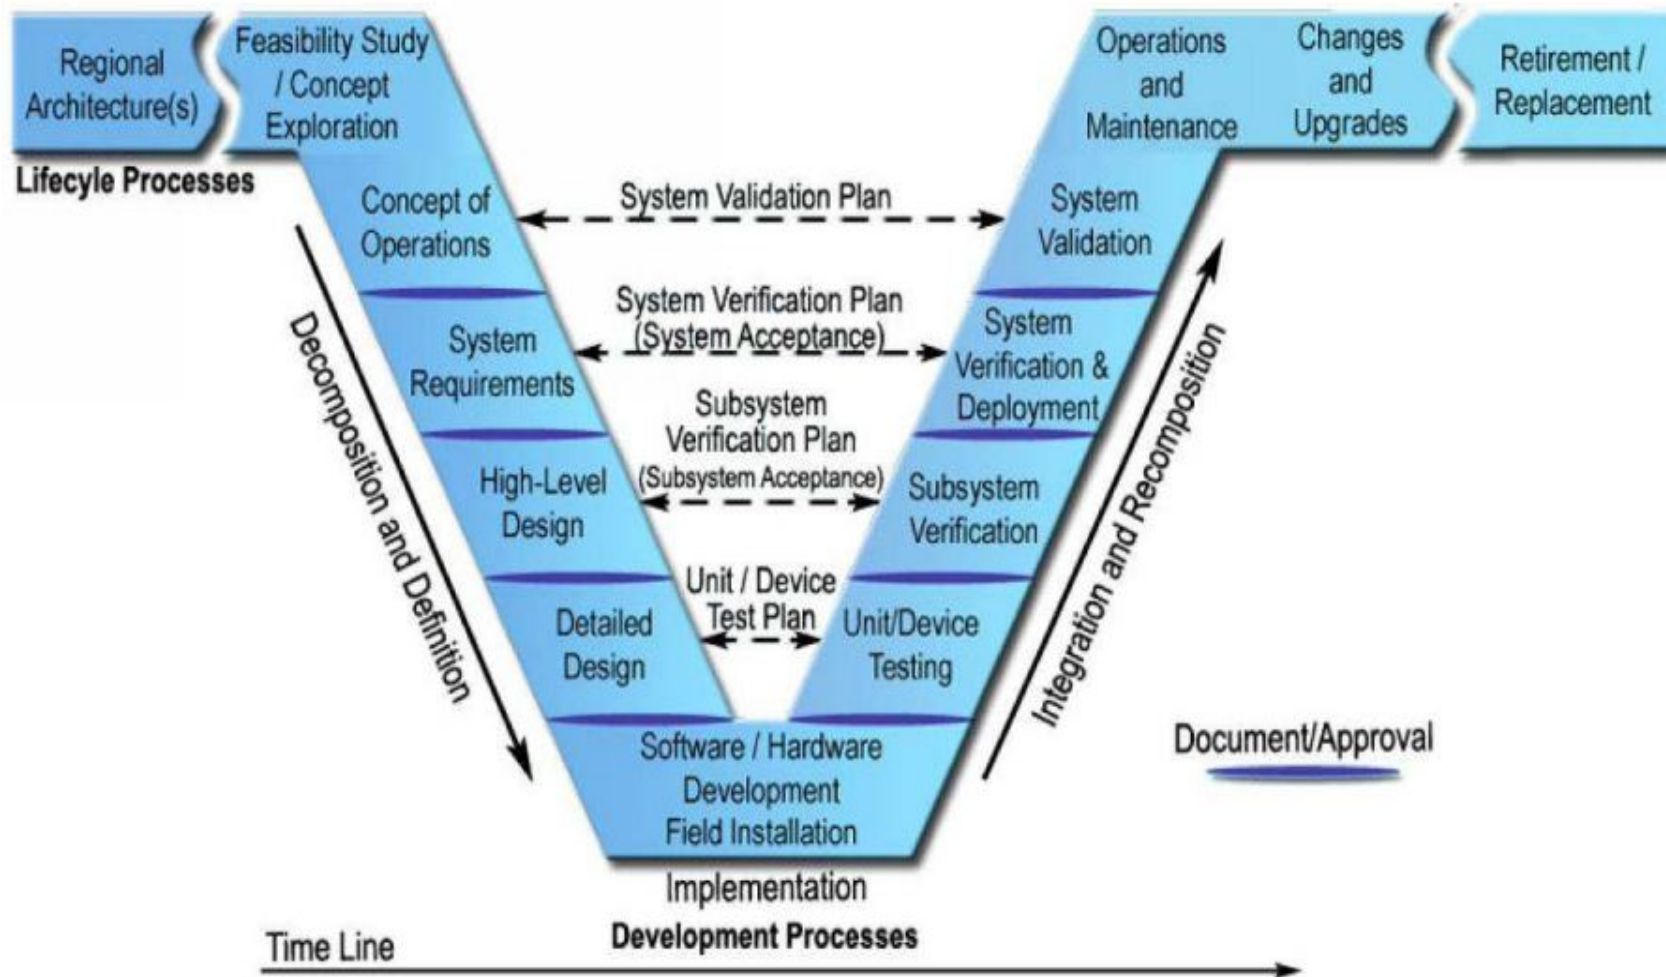 Regional
Architecture(s)
Feasibility Study
/ Concept
Exploration
Operations
and
Maintenance
Changes
and
Upgrades
Retirement /
Replacement
Lifecyle Processes
Concept of
Operations
System Validation Plan
System
Validation
System Requirements
System Verification Plan
(System Acceptance)
System
Verification &
Deployment
High-Level
Design
Subsystem
Verification Plan
(Subsystem Acceptance)
Subsystem
Verification
Detailed
Design
Unit / Device
Test Plan
Unit/Device
Testing
Decomposition and Definition
Integration and Recomposition
Software / Hardware
Development
Field Installation
Document/Approval
Implementation
Development Processes
Time Line